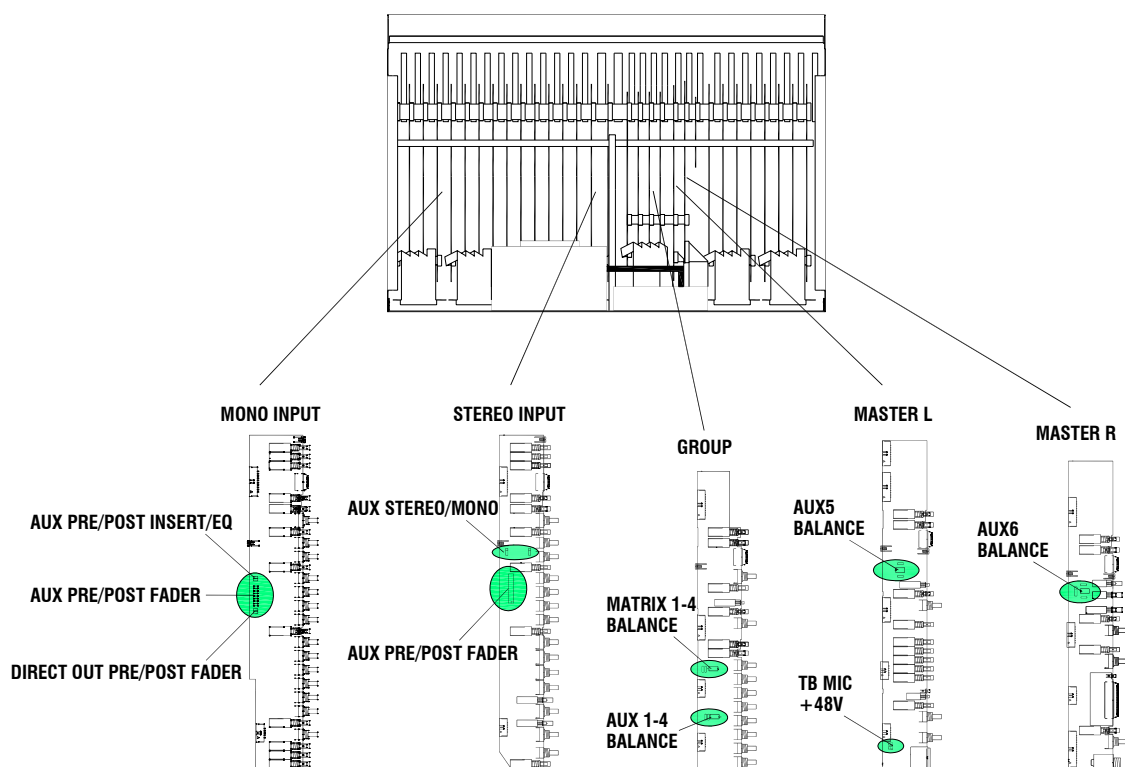 MONO INPUT
STEREO INPUT
GROUP
MASTER L
MASTER R
AUX PRE/POST INSERT/EQ
AUX PRE/POST FADER
DIRECT OUT PRE/POST FADER
AUX STEREO/MONO
AUX PRE/POST FADER
MATRIX 1-4
BALANCE
AUX 1-4
BALANCE
AUX5
BALANCE
TB MIC
+48V
AUX6
BALANCE